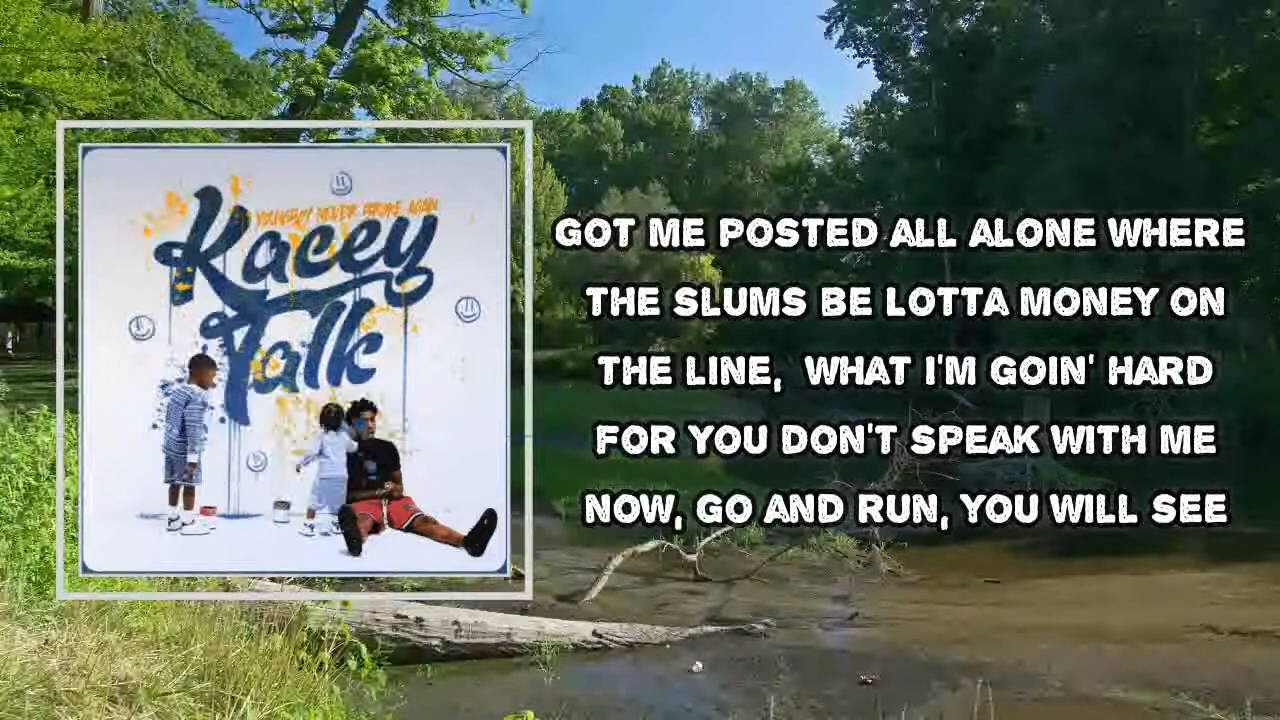 YOUNGBOY NEVER BROKE AGAIN
Kacey
Talk
GOT ME POSTED ALL ALONE WHERE
THE SLUMS BE LOTTA MONEY ON
THE LINE, WHAT I'M GOIN' HARD
FOR YOU DON'T SPEAK WITH ME
NOW, GO AND RUN, YOU WILL SEE